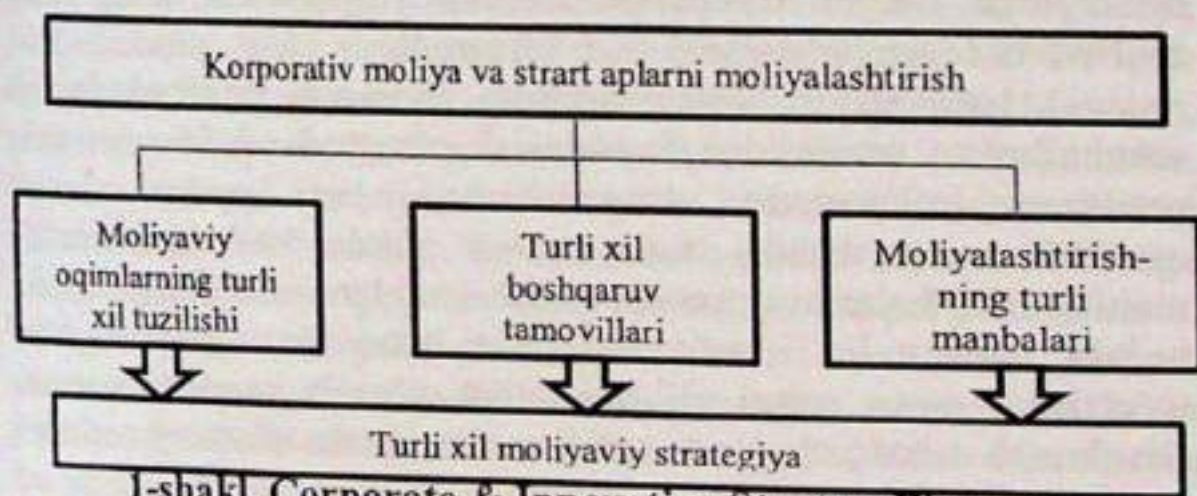 Korporativ moliya va strart aplarni moliyalashtirish
Moliyaviy
oqimlarning turli
xil tuzilishi
Turli xil
boshqaruv
tamovillari
Moliyalashtirish-
ning turli
manbalari
Turli xil moliyaviy strategiya
1-shakl. Corporate & Innovative